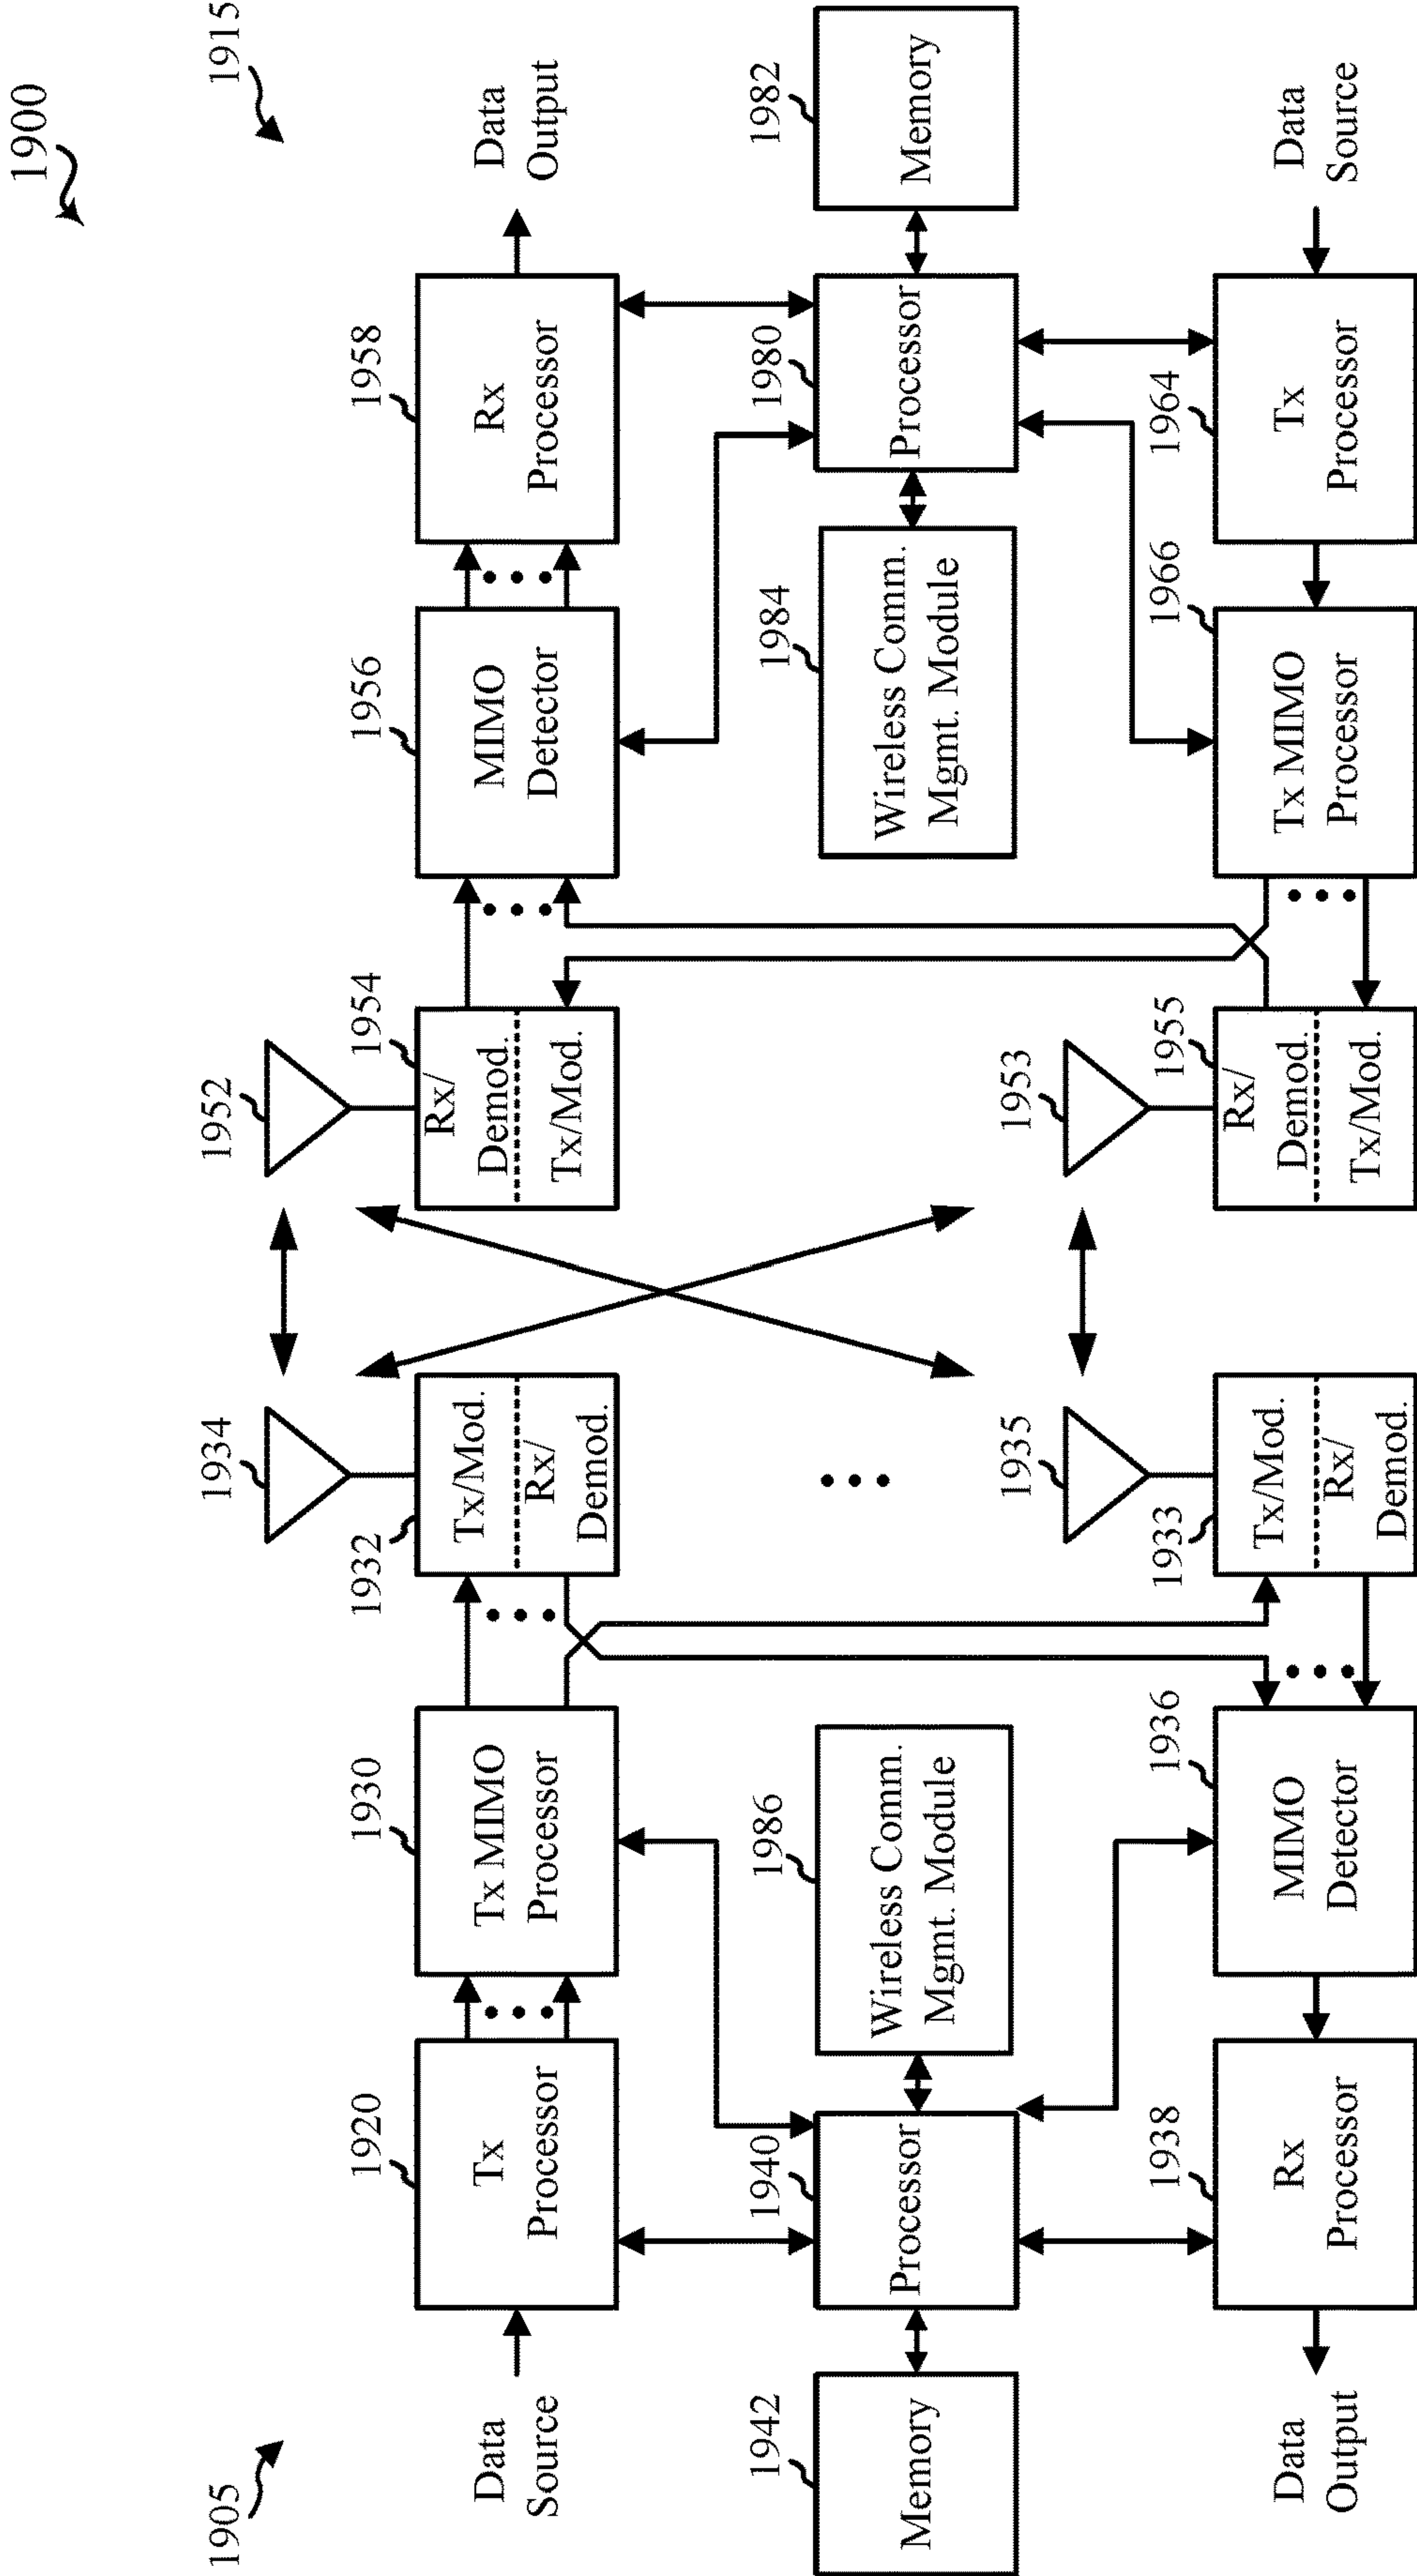 1900
1905
1915
1934
1952
Data
Source
1920
Tx
Processor
1930
Tx MIMO
Processor
1932
Tx/Mod.
Rx/
Demod.
1954
Rx/
Demod.
Tx/Mod.
1956
MIMO
Detector
1958
Rx
Processor
Data
Output
1942
Memory
1940
Processor
1986
Wireless Comm.
Mgmt. Module
1984
Wireless Comm.
Mgmt. Module
1980
Processor
1982
Memory
1935
1953
Data
Output
1938
Rx
Processor
1936
MIMO
Detector
1933
Tx/Mod.
Rx/
Demod.
1955
Rx/
Demod.
Tx/Mod.
1966
Tx MIMO
Processor
1964
Tx
Processor
Data
Source